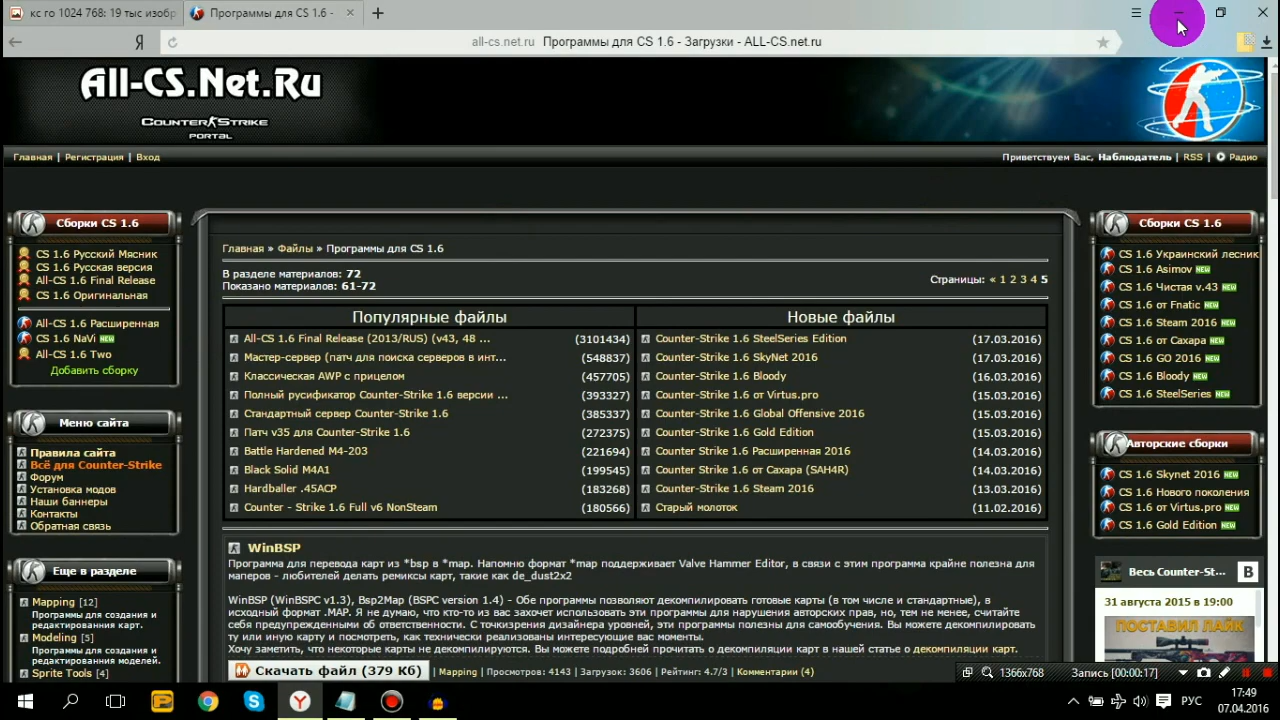 кс го 1024 768: 19 тыс изобр
Программы для CS 1.6 -
Я
all-cs.net.ru Программы для CS 1.6 - Загрузки - ALL-CS.net.ru
All-CS.Net.Ru
COUNTER STRIKE
PORTAL
Главная | Регистрация | Вход
Приветствуем Вас, Наблюдатель | RSS | Радио
Сборки CS 1.6
CS 1.6 Русский Мясник
CS 1.6 Русская версия
All-CS 1.6 Final Release
CS 1.6 Оригинальная
All-CS 1.6 Расширенная
CS 1.6 NaVi NEW
All-CS 1.6 Two
Добавить сборку
Меню сайта
Правила сайта
Всё для Counter-Strike
Форум
Установка модов
Наши баннеры
Контакты
Обратная связь
Еще в разделе
Mapping [12]
Программы для создания и
редактирования карт.
Modeling [5]
Программы для создания и
редактирования моделей.
Sprite Tools [4]
Главная » Файлы » Программы для CS 1.6
В разделе материалов: 72
Показано материалов: 61-72
Страницы: « 1 2 3 4 5
Популярные файлы
All-CS 1.6 Final Release (2013/RUS) (v43, 48 ... (3101434)
Мастер-сервер (патч для поиска серверов в инт... (548837)
Классическая AWP с прицелом (457705)
Полный русификатор Counter-Strike 1.6 версии ... (393327)
Стандартный сервер Counter-Strike 1.6 (385337)
Патч v35 для Counter-Strike 1.6 (272375)
Battle Hardened M4-203 (221694)
Black Solid M4A1 (199545)
Hardballer .45ACP (183268)
Counter - Strike 1.6 Full v6 NonSteam (180566)
Новые файлы
Counter-Strike 1.6 SteelSeries Edition (17.03.2016)
Counter-Strike 1.6 SkyNet 2016 (17.03.2016)
Counter-Strike 1.6 Bloody (16.03.2016)
Counter-Strike 1.6 от Virtus.pro (15.03.2016)
Counter-Strike 1.6 Global Offensive 2016 (15.03.2016)
Counter-Strike 1.6 Gold Edition (15.03.2016)
Counter-Strike 1.6 Расширенная 2016 (14.03.2016)
Counter Strike 1.6 от Сахара (SAH4R) (14.03.2016)
Counter-Strike 1.6 Steam 2016 (13.03.2016)
Старый молоток (11.02.2016)
WinBSP
Программа для перевода карт из *bsp в *map. Напомню формат *map поддерживает Valve Hammer Editor, в связи с этим программа крайне полезна для
маперов - любителей делать ремиксы карт, такие как de_dust2x2
WinBSP (WinBSPC v1.3), Bsp2Map (BSPC version 1.4) - Обе программы позволяют декомпилировать готовые карты (в том числе и стандартные), в
исходный формат .MAP. Я не думаю, что кто-то из вас захочет использовать эти программы для нарушения авторских прав, но, тем не менее, считайте
себя предупрежденными об ответственности. С точкизрения дизайнера уровней, эти программы полезны для самообучения. Вы можете декомпилировать
ту или иную карту и посмотреть, как технически реализованы интересующие вас моменты.
Хочу заметить, что некоторые карты не декомпилируются. Вы можете подробней прочитать о декомпиляции карт в нашей статье о декомпиляции карт.
Скачать файл (379 Кб) | Mapping | Просмотров: 4143 | Загрузок: 3606 | Рейтинг: 4.7/3 | Комментарии (4)
Сборки CS 1.6
CS 1.6 Украинский лесник
CS 1.6 Asimov NEW
CS 1.6 Чистая v.43 NEW
CS 1.6 от Fnatic NEW
CS 1.6 Steam 2016 NEW
CS 1.6 от Сахара NEW
CS 1.6 GO 2016 NEW
CS 1.6 Bloody NEW
CS 1.6 SteelSeries NEW
Авторские сборки
CS 1.6 Skynet 2016 NEW
CS 1.6 Нового поколения
CS 1.6 от Virtus.pro NEW
CS 1.6 Gold Edition NEW
Весь Counter-St...
B
31 августа 2015 в 19:00
ПОСТАВИЛ ЛАЙК
1366x768 Запись [00:00:17]
РУС
17:49
07.04.2016